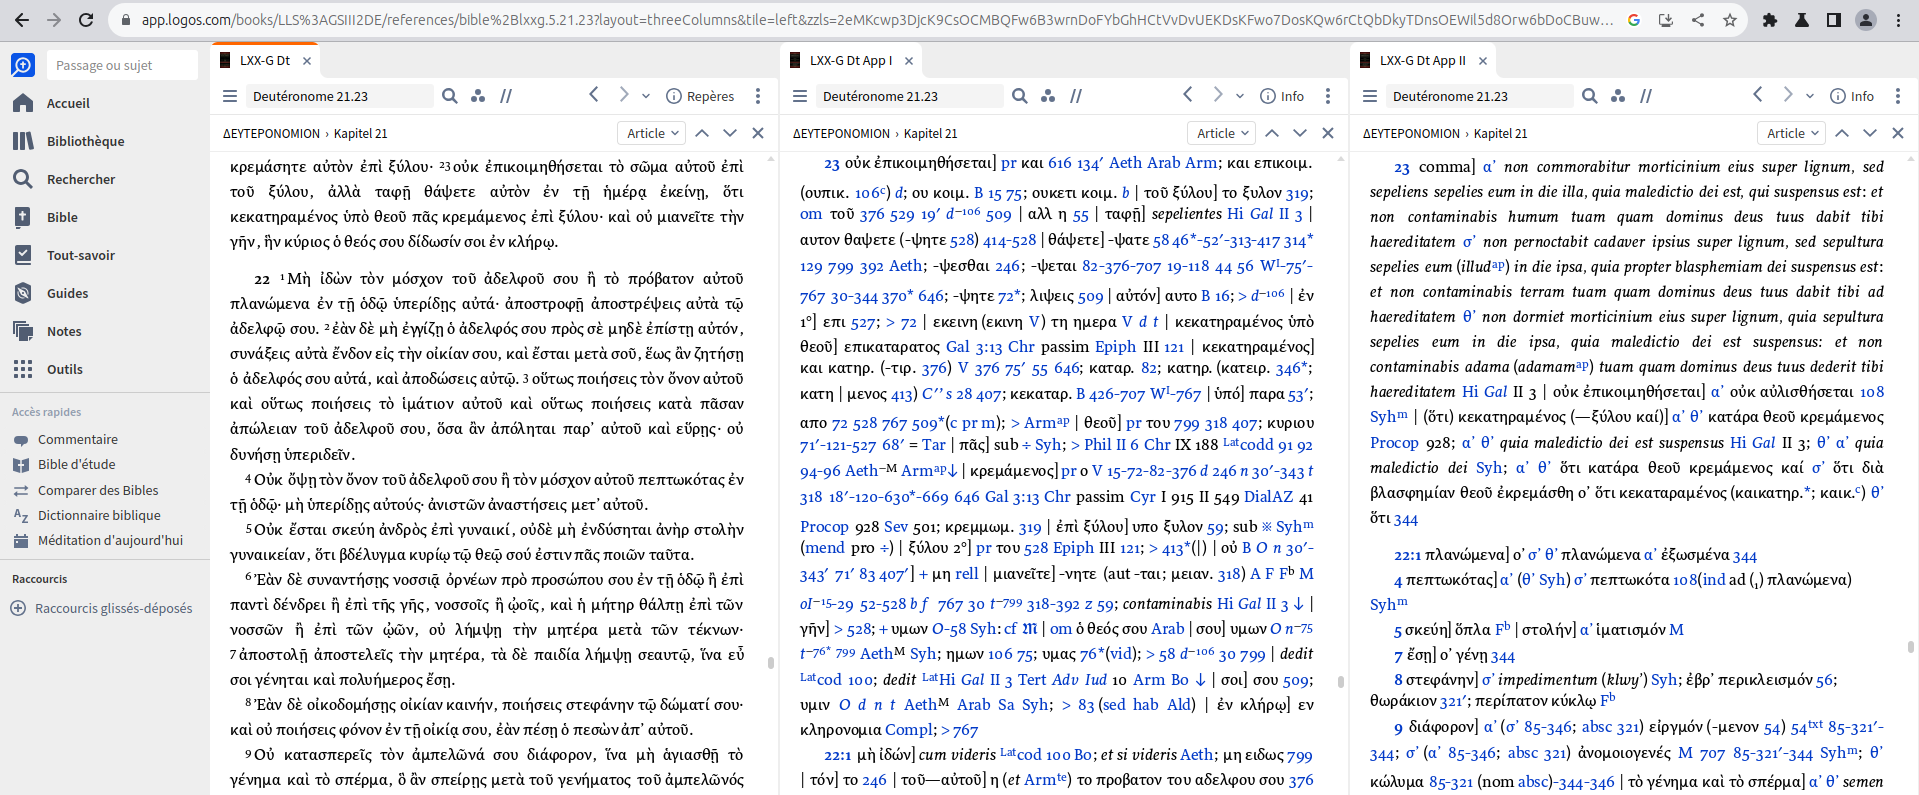 app.logos.com/books/LLS%3AGSIII2DE/references/bible%2Blxxg.5.21.23?layout=threeColumns&tile=left&zzls=2eMKcwp3DJcK9CsOCMBQFw6B3wrnDoFYbGhHCtVvDvUEKDsKFwo7DosKQw6rCtQbDkyTDnsOEWIl5d8Orw6bDoCBuw...
Passage ou sujet
Accueil
Bibliothèque
Rechercher
Bible
Tout-savoir
Guides
Notes
Outils
Accès rapides
Commentaire
Bible d'étude
Comparer des Bibles
Dictionnaire biblique
Méditation d'aujourd'hui
Raccourcis
Raccourcis glissés-déposés
LXX-G Dt
Deutéronome 21.23
Repères
ΔΕΥΤΕΡΟΝΟΜΙΟΝ › Kapitel 21
Article
κρεμάσητε αὐτὸν ἐπὶ ξύλου· 23 οὐκ ἐπικοιμηθήσεται τὸ σῶμα αὐτοῦ ἐπὶ
τοῦ ξύλου, ἀλλὰ ταφῇ θάψετε αὐτὸν ἐν τῇ ἡμέρᾳ ἐκείνῃ, ὅτι
κεκατηραμένος ὑπὸ θεοῦ πᾶς κρεμάμενος ἐπὶ ξύλου· καὶ οὐ μιανεῖτε τὴν
γῆν, ἣν κύριος ὁ θεός σου δίδωσίν σοι ἐν κλήρῳ.
22 1 Μὴ ἰδὼν τὸν μόσχον τοῦ ἀδελφοῦ σου ἢ τὸ πρόβατον αὐτοῦ
πλανώμενα ἐν τῇ ὁδῷ ὑπερίδῃς αὐτά· ἀποστροφῇ ἀποστρέψεις αὐτὰ τῷ
ἀδελφῷ σου. 2 ἐὰν δὲ μὴ ἐγγίζῃ ὁ ἀδελφός σου πρὸς σὲ μηδὲ ἐπίστῃ αὐτόν,
συνάξεις αὐτὰ ἔνδον εἰς τὴν οἰκίαν σου, καὶ ἔσται μετὰ σοῦ, ἕως ἂν ζητήσῃ
ὁ ἀδελφός σου αὐτά, καὶ ἀποδώσεις αὐτῷ. 3 οὕτως ποιήσεις τὸν ὄνον αὐτοῦ
καὶ οὕτως ποιήσεις τὸ ἱμάτιον αὐτοῦ καὶ οὕτως ποιήσεις κατὰ πᾶσαν
ἀπώλειαν τοῦ ἀδελφοῦ σου, ὅσα ἂν ἀπόληται παρ’ αὐτοῦ καὶ εὕρῃς· οὐ
δυνήσῃ ὑπεριδεῖν.
4 Οὐκ ὄψῃ τὸν ὄνον τοῦ ἀδελφοῦ σου ἢ τὸν μόσχον αὐτοῦ πεπτωκότας ἐν
τῇ ὁδῷ· μὴ ὑπερίδῃς αὐτούς· ἀνιστῶν ἀναστήσεις μετ’ αὐτοῦ.
5 Οὐκ ἔσται σκεύη ἀνδρὸς ἐπὶ γυναικί, οὐδὲ μὴ ἐνδύσηται ἀνὴρ στολὴν
γυναικείαν, ὅτι βδέλυγμα κυρίῳ τῷ θεῷ σού ἐστιν πᾶς ποιῶν ταῦτα.
6 Ἐὰν δὲ συναντήσῃς νοσσιᾷ ὀρνέων πρὸ προσώπου σου ἐν τῇ ὁδῷ ἢ ἐπὶ
παντὶ δένδρει ἢ ἐπὶ τῆς γῆς, νοσσοῖς ἢ ᾠοῖς, καὶ ἡ μήτηρ θάλπῃ ἐπὶ τῶν
νοσσῶν ἢ ἐπὶ τῶν ᾠῶν, οὐ λήμψῃ τὴν μητέρα μετὰ τῶν τέκνων·
7 ἀποστολῇ ἀποστελεῖς τὴν μητέρα, τὰ δὲ παιδία λήμψῃ σεαυτῷ, ἵνα εὖ
σοι γένηται καὶ πολυήμερος ἔσῃ.
8 Ἐὰν δὲ οἰκοδομήσῃς οἰκίαν καινήν, ποιήσεις στεφάνην τῷ δώματί σου·
καὶ οὐ ποιήσεις φόνον ἐν τῇ οἰκίᾳ σου, ἐὰν πέσῃ ὁ πεσὼν ἀπ’ αὐτοῦ.
9 Οὐ κατασπερεῖς τὸν ἀμπελῶνά σου διάφορον, ἵνα μὴ ἁγιασθῇ τὸ
γένημα καὶ τὸ σπέρμα, ὃ ἂν σπείρῃς μετὰ τοῦ γενήματος τοῦ ἀμπελῶνός
LXX-G Dt App I
Deutéronome 21.23
Info
ΔΕΥΤΕΡΟΝΟΜΙΟΝ › Kapitel 21
Article
23 οὐκ ἐπικοιμηθήσεται] pr και 616 134′ Aeth Arab Arm; και επικοιμ.
(ουπικ. 106c) d; ου κοιμ. B 15 75; ουκετι κοιμ. b | τοῦ ξύλου] το ξυλον 319;
om τοῦ 376 529 19′ d−106 509 | αλλ η 55 | ταφῇ] sepelientes Hi Gal II 3 |
αυτον θαψετε (-ψητε 528) 414-528 | θάψετε] -ψατε 58 46*-52′-313-417 314*
129 799 392 Aeth; -ψεσθαι 246; -ψεται 82-376-707 19-118 44 56 WI-75′-
767 30-344 370* 646; -ψητε 72*; λιψεις 509 | αὐτόν] αυτο B 16; > d−106 | ἐν
1°] επι 527; > 72 | εκεινη (εκινη V) τη ημερα V d t | κεκατηραμένος ὑπὸ
θεοῦ] επικαταρατος Gal 3:13 Chr passim Epiph III 121 | κεκατηραμένος]
και κατηρ. (-τιρ. 376) V 376 75′ 55 646; καταρ. 82; κατηρ. (κατειρ. 346*;
κατη | μενος 413) C′′ s 28 407; κεκαταρ. B 426-707 WI-767 | ὑπό] παρα 53′;
απο 72 528 767 509*(c pr m); > Armap | θεοῦ] pr του 799 318 407; κυριου
71′-121-527 68′ = Tar | πᾶς] sub ÷ Syh; > Phil II 6 Chr IX 188 Latcodd 91 92
94-96 Aeth−M Armap↓ | κρεμάμενος] pr ο V 15-72-82-376 d 246 n 30′-343 t
318 18′-120-630*-669 646 Gal 3:13 Chr passim Cyr I 915 II 549 DialAZ 41
Procop 928 Sev 501; κρεμωμ. 319 | ἐπὶ ξύλου] υπο ξυλον 59; sub ※ Syhm
(mend pro ÷) | ξύλου 2°] pr του 528 Epiph III 121; > 413*(|) | οὐ B O n 30′-
343′ 71′ 83 407′] + μη rell | μιανεῖτε] -νητε (aut -ται; μειαν. 318) A F Fb M
oI−15-29 52-528 b f 767 30 t−799 318-392 z 59; contaminabis Hi Gal II 3 ↓ |
γῆν] > 528; + υμων O-58 Syh: cf 𝔐 | om ὁ θεός σου Arab | σου] υμων O n−75
t−76* 799 AethM Syh; ημων 106 75; υμας 76*(vid); > 58 d−106 30 799 | dedit
Latcod 100; dedit LatHi Gal II 3 Tert Adv Iud 10 Arm Bo ↓ | σοι] σου 509;
υμιν O d n t AethM Arab Sa Syh; > 83 (sed hab Ald) | ἐν κλήρῳ] εν
κληρονομια Compl; > 767
22:1 μὴ ἰδών] cum videris Latcod 100 Bo; et si videris Aeth; μη ειδως 799
| τόν] το 246 | τοῦ—αὐτοῦ] η (et Armte) το προβατον του αδελφου σου 376
LXX-G Dt App II
Deutéronome 21.23
Info
ΔΕΥΤΕΡΟΝΟΜΙΟΝ › Kapitel 21
Article
23 comma] α’ non commorabitur morticinium eius super lignum, sed
sepeliens sepelies eum in die illa, quia maledictio dei est, qui suspensus est: et
non contaminabis humum tuam quam dominus deus tuus dabit tibi
haereditatem σ’ non pernoctabit cadaver ipsius super lignum, sed sepultura
sepelies eum (illudap) in die ipsa, quia propter blasphemiam dei suspensus est:
et non contaminabis terram tuam quam dominus deus tuus dabit tibi ad
haereditatem θ’ non dormiet morticinium eius super lignum, quia sepultura
sepelies eum in die ipsa, quia maledictio dei est suspensus: et non
contaminabis adama (adamamap) tuam quam dominus deus tuus dederit tibi
haereditatem Hi Gal II 3 | οὐκ ἐπικοιμηθήσεται] α’ οὐκ αὐλισθήσεται 108
Syhm | (ὅτι) κεκατηραμένος (—ξύλου καί)] α’ θ’ κατάρα θεοῦ κρεμάμενος
Procop 928; α’ θ’ quia maledictio dei est suspensus Hi Gal II 3; θ’ α’ quia
maledictio dei Syh; α’ θ’ ὅτι κατάρα θεοῦ κρεμάμενος καί σ’ ὅτι διὰ
βλασφημίαν θεοῦ ἐκρεμάσθη ο’ ὅτι κεκαταραμένος (καικατηρ.*; καικ.c) θ’
ὅτι 344
22:1 πλανώμενα] ο’ σ’ θ’ πλανώμενα α’ ἐξωσμένα 344
4 πεπτωκότας] α’ (θ’ Syh) σ’ πεπτωκότα 108(ind ad (1) πλανώμενα)
Syhm
5 σκεύη] ὅπλα Fb | στολήν] α’ ἱματισμόν M
7 ἔσῃ] ο’ γένῃ 344
8 στεφάνην] σ’ impedimentum (klwy’) Syh; ἑβρ’ περικλεισμόν 56;
θωράκιον 321′; περίπατον κύκλῳ Fb
9 διάφορον] α’ (σ’ 85-346; absc 321) εἰργμόν (-μενον 54) 54txt 85-321′-
344; σ’ (α’ 85-346; absc 321) ἀνομοιογενές M 707 85-321′-344 Syhm; θ’
κώλυμα 85-321 (nom absc)-344-346 | τὸ γένημα καὶ τὸ σπέρμα] α’ θ’ semen